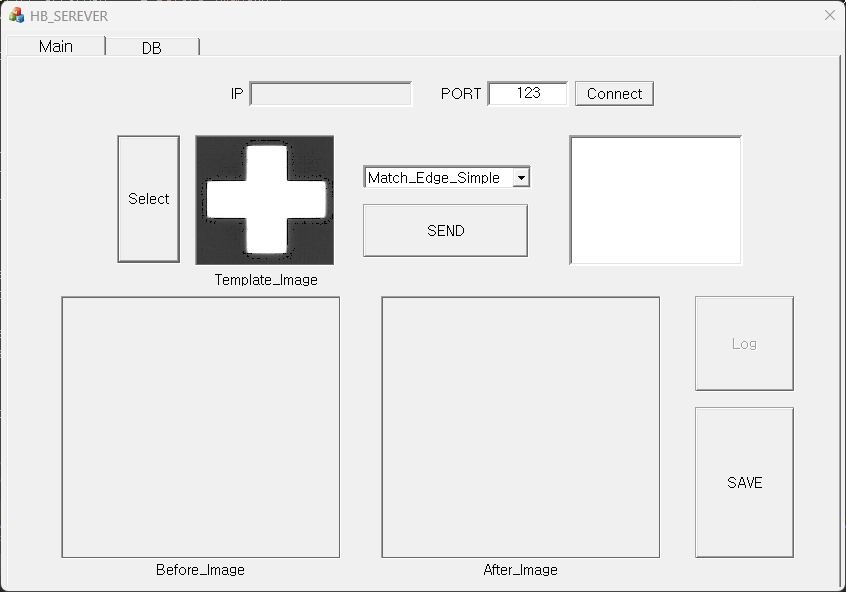 HB_SEREVER
Main DB
IP PORT 123 Connect
Select
Match_Edge_Simple
SEND
Template_Image
Log
SAVE
Before_Image After_Image